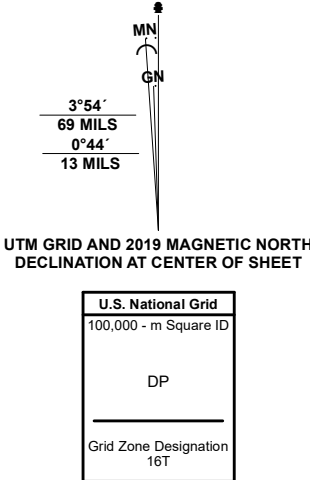 MN
GN
3°54´
69 MILS
0°44´
13 MILS
UTM GRID AND 2019 MAGNETIC NORTH
DECLINATION AT CENTER OF SHEET
U.S. National Grid
100,000 - m Square ID
DP
Grid Zone Designation
16T